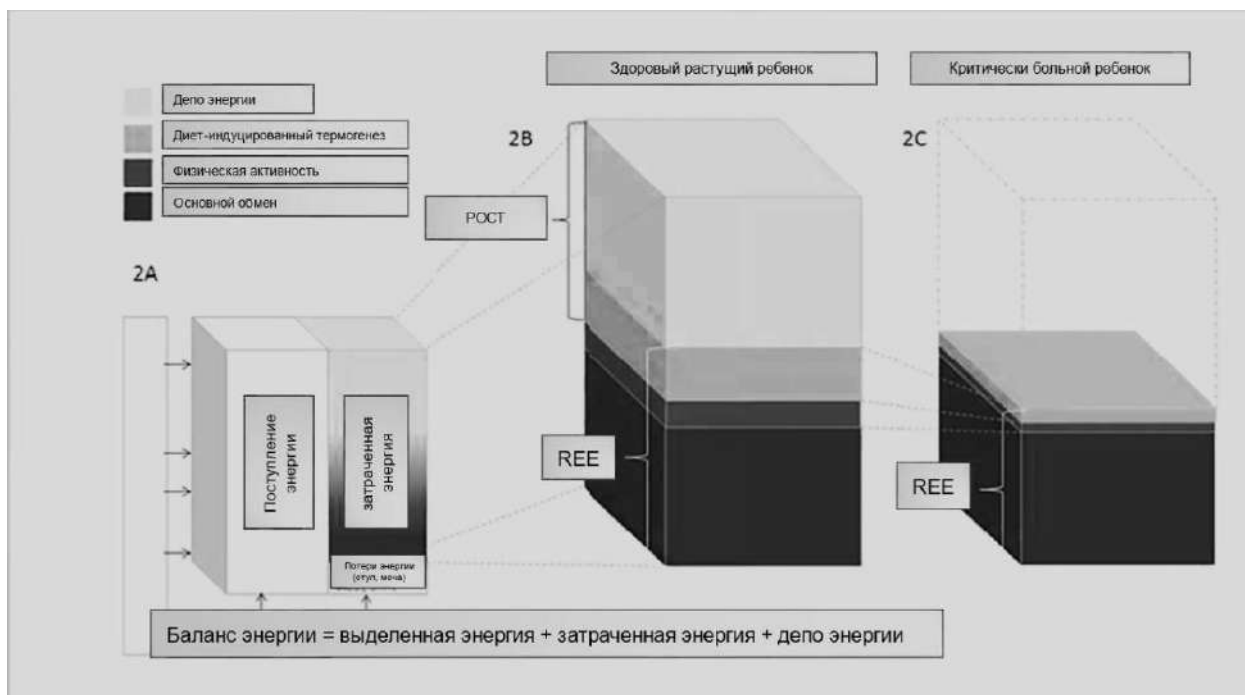 Здоровый растущий ребенок
Критически больной ребенок
Депо энергии
Диет-индуцированный термогенез
Физическая активность
Основной обмен
2B
2C
РОСТ
2A
Поступление
энергии
затраченная
энергия
REE
REE
Потери энергии
(стул, моча)
Баланс энергии = выделенная энергия + затраченная энергия + депо энергии